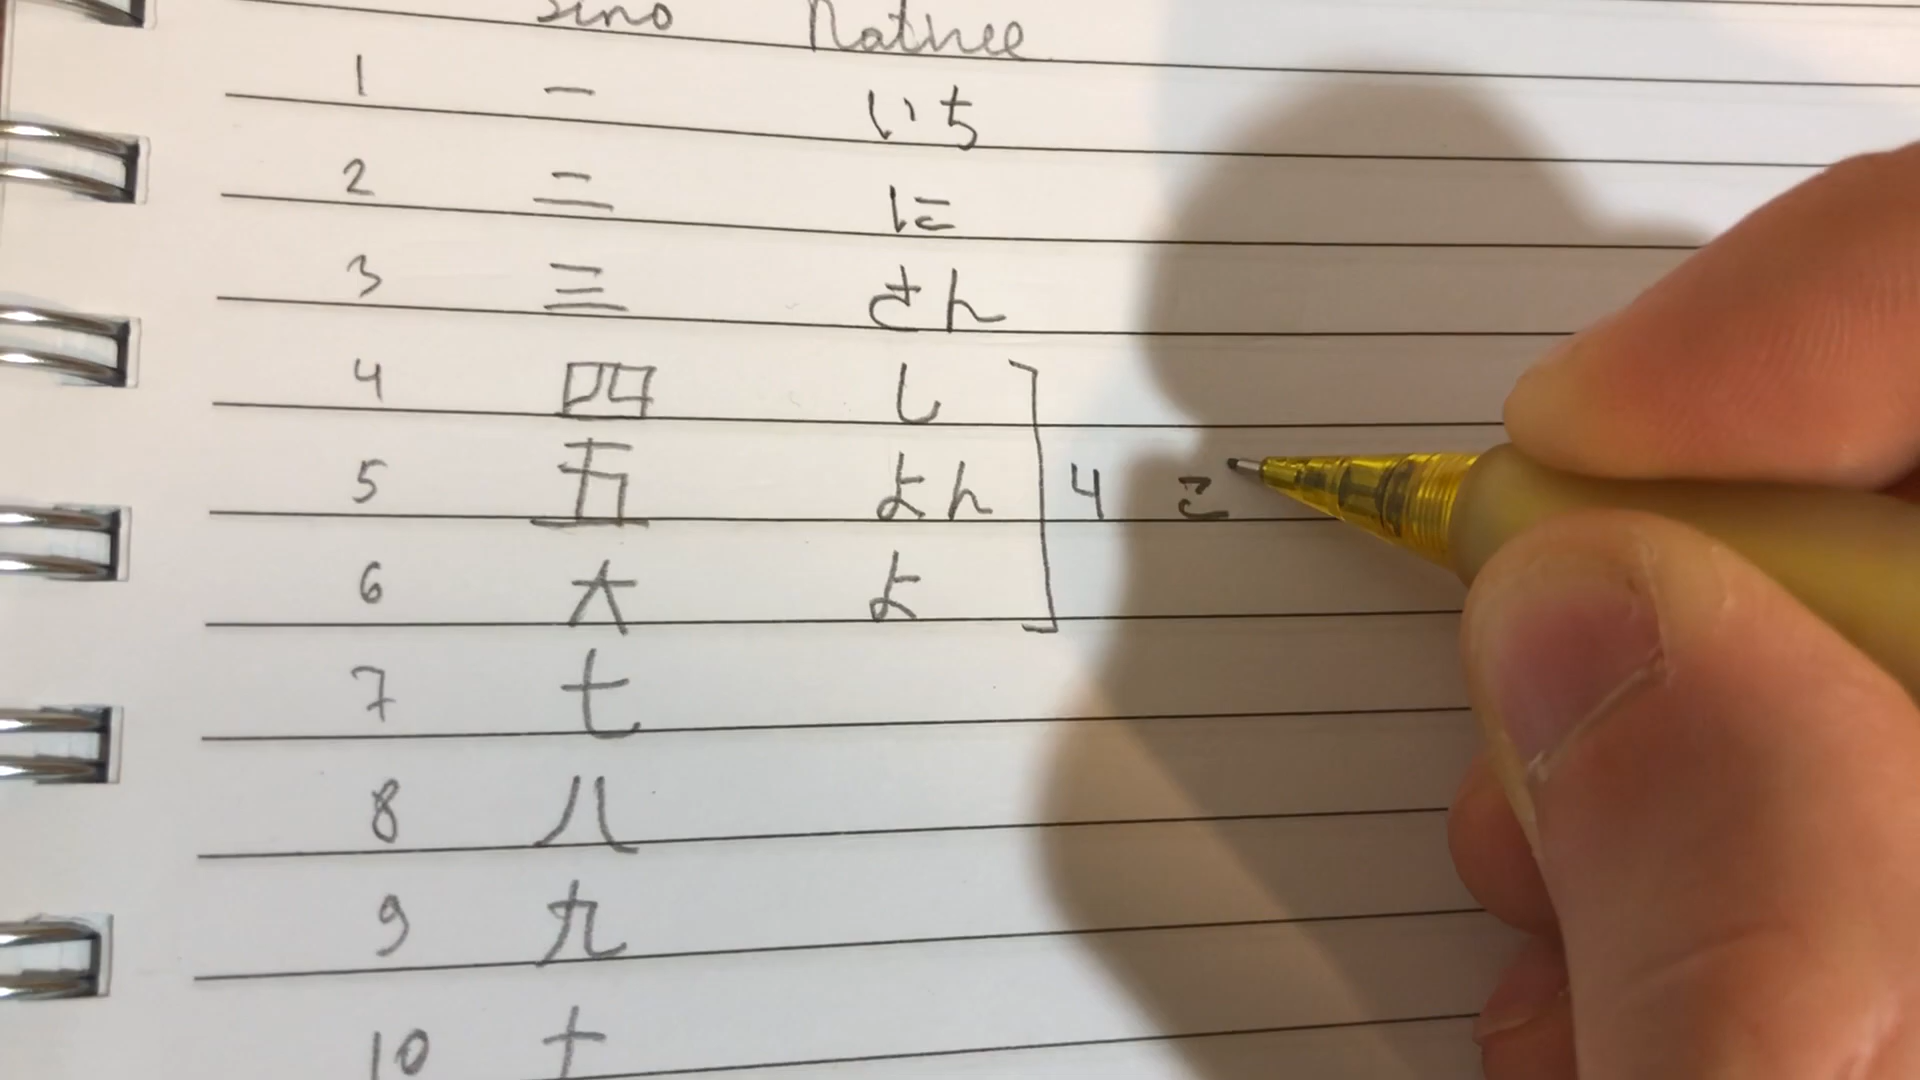 Sino Native
1 一 いち
2 二 に
3 三 さん
4 四 し
5 五 よん 4 こ
6 六 よ
7 七
8 八
9 九
10 十